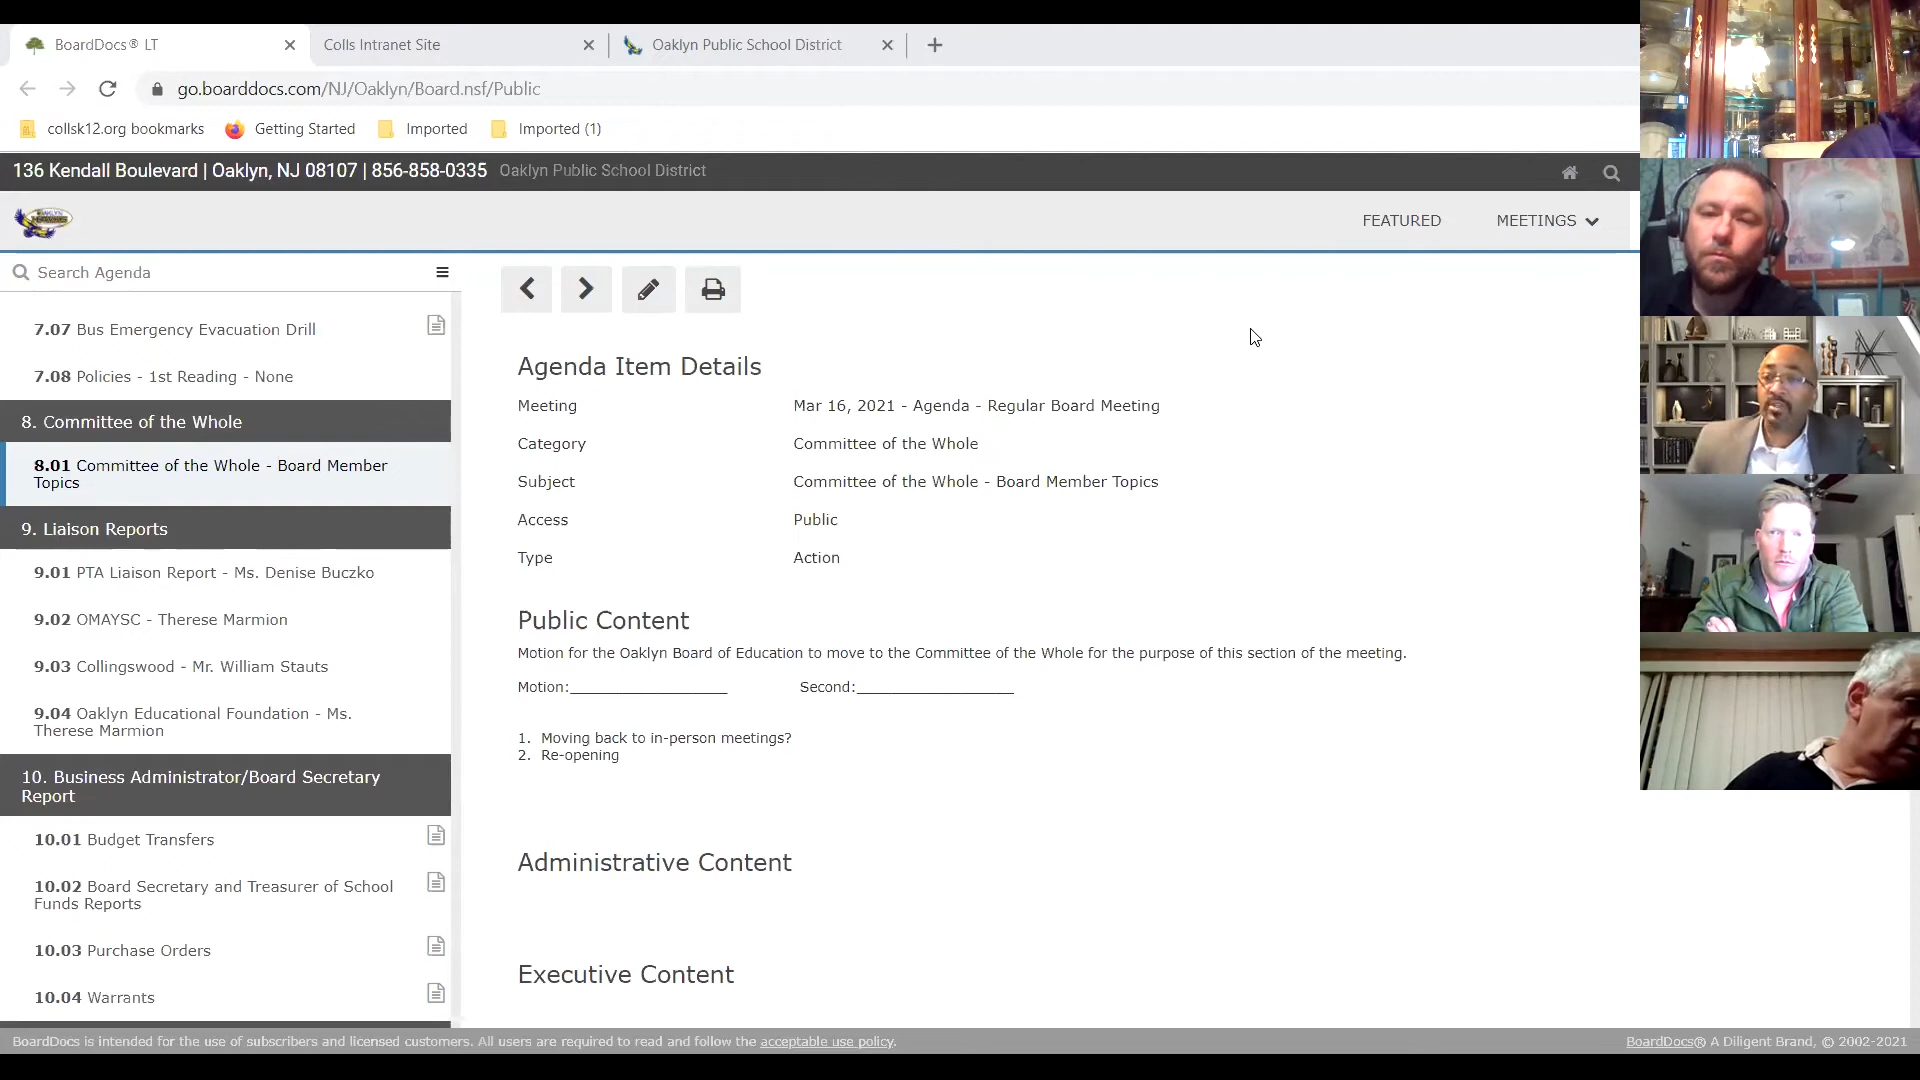 BoardDocs® LT
Colls Intranet Site
Oaklyn Public School District
go.boarddocs.com/NJ/Oaklyn/Board.nsf/Public
collsk12.org bookmarks
Getting Started
Imported
Imported (1)
136 Kendall Boulevard | Oaklyn, NJ 08107 | 856-858-0335 Oaklyn Public School District
FEATURED
MEETINGS
Search Agenda
7.07 Bus Emergency Evacuation Drill
7.08 Policies - 1st Reading - None
8. Committee of the Whole
8.01 Committee of the Whole - Board Member
Topics
9. Liaison Reports
9.01 PTA Liaison Report - Ms. Denise Buczko
9.02 OMAYSC - Therese Marmion
9.03 Collingswood - Mr. William Stauts
9.04 Oaklyn Educational Foundation - Ms.
Therese Marmion
10. Business Administrator/Board Secretary
Report
10.01 Budget Transfers
10.02 Board Secretary and Treasurer of School
Funds Reports
10.03 Purchase Orders
10.04 Warrants
Agenda Item Details
Meeting Mar 16, 2021 - Agenda - Regular Board Meeting
Category Committee of the Whole
Subject Committee of the Whole - Board Member Topics
Access Public
Type Action
Public Content
Motion for the Oaklyn Board of Education to move to the Committee of the Whole for the purpose of this section of the meeting.
Motion:___________________ Second:___________________
1. Moving back to in-person meetings?
2. Re-opening
Administrative Content
Executive Content
BoardDocs is intended for the use of subscribers and licensed customers. All users are required to read and follow the acceptable use policy.
BoardDocs® A Diligent Brand, © 2002-2021